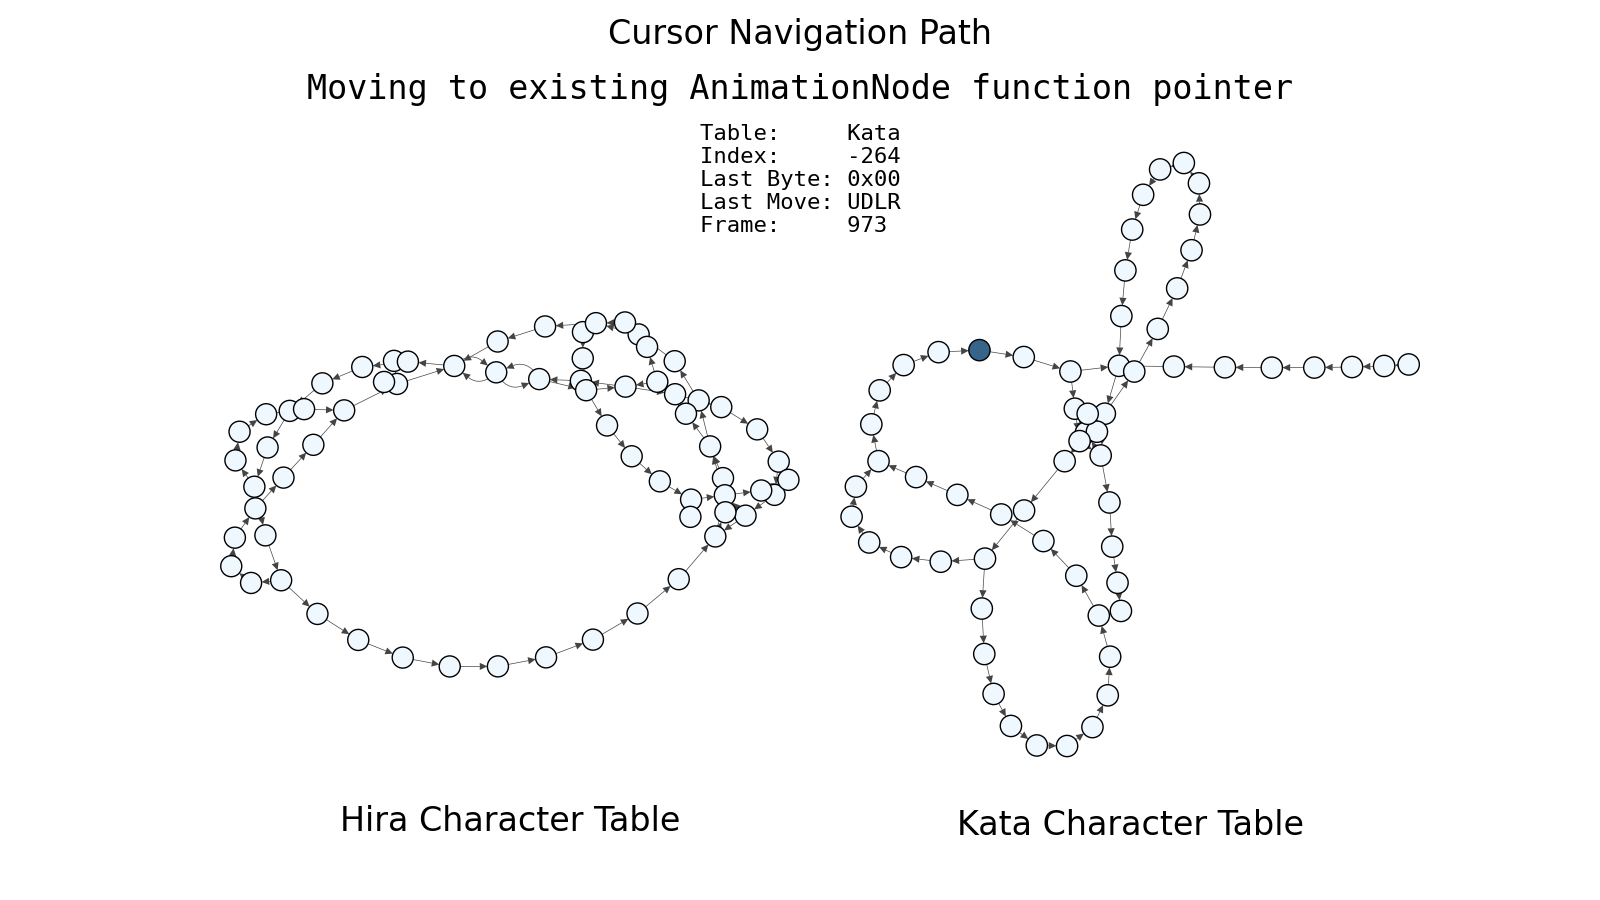 Cursor Navigation Path
Moving to existing AnimationNode function pointer
Table: Kata
Index: -264
Last Byte: 0x00
Last Move: UDLR
Frame: 973
Hira Character Table
Kata Character Table